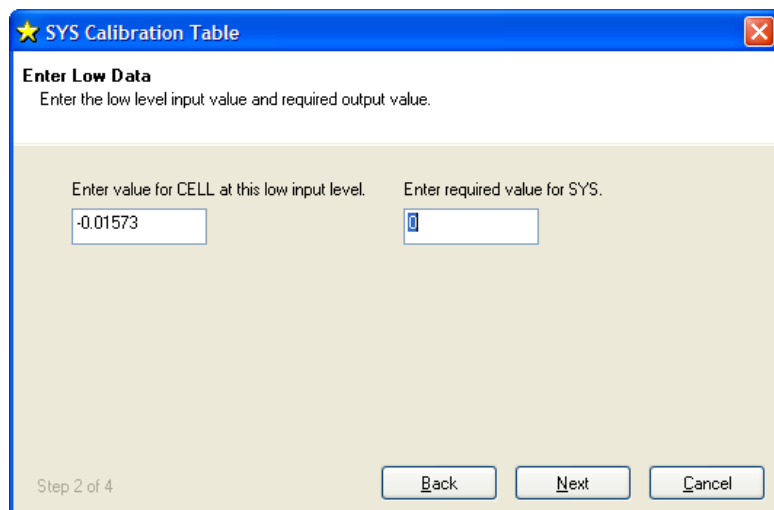 SYS Calibration Table
Enter Low Data
Enter the low level input value and required output value.
Enter value for CELL at this low input level. Enter required value for SYS.
-0.01573 0
Step 2 of 4 Back Next Cancel